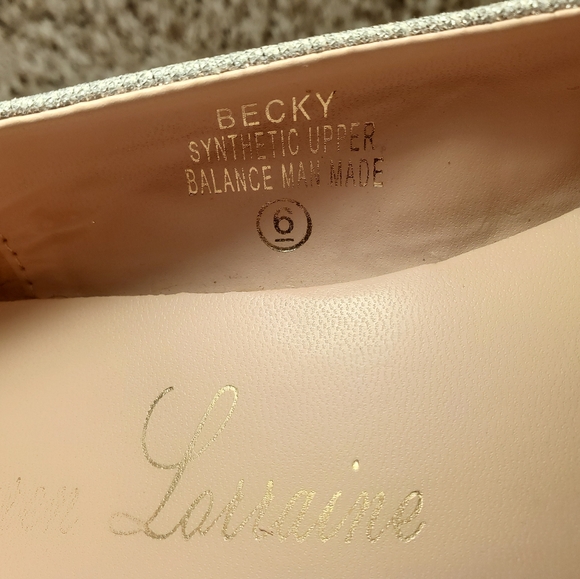 BECKY
SYNTHETIC UPPER
BALANCE MAN MADE
6
Lorraine